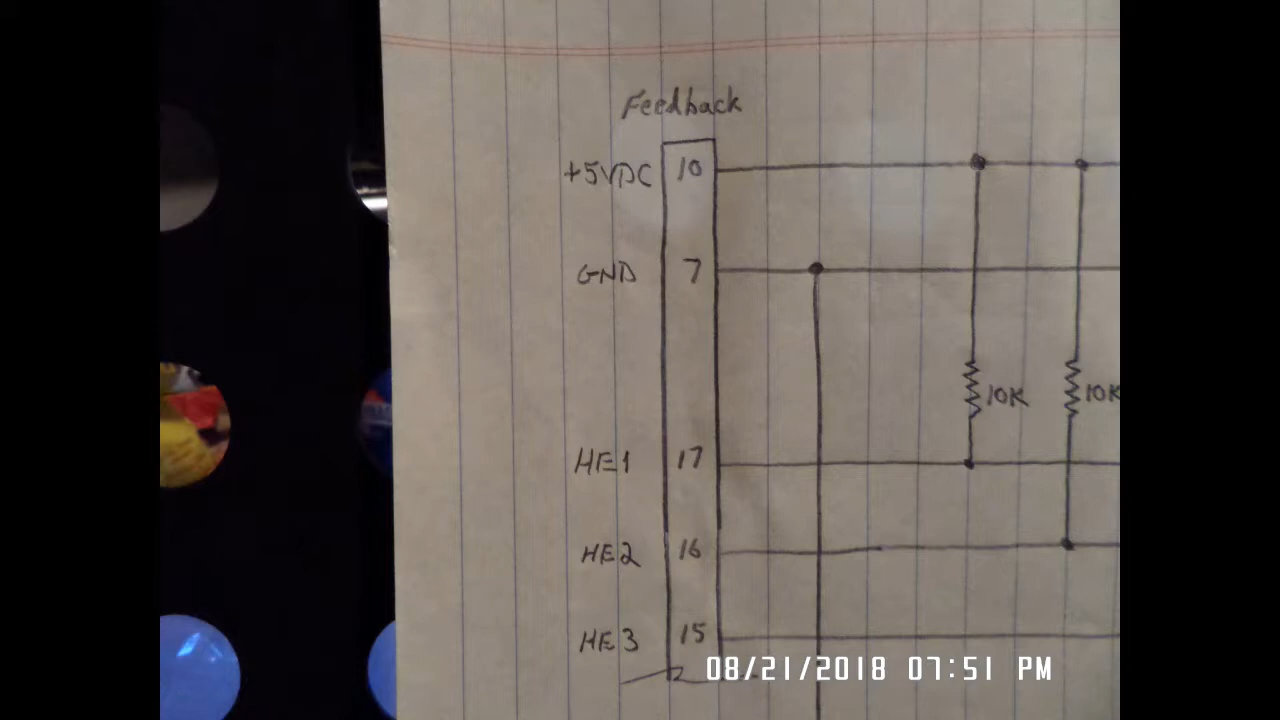 Feedback
+5VDC 10
GND 7
10K 10K
HE1 17
HE2 16
HE3 15
08/21/2018 07:51 PM